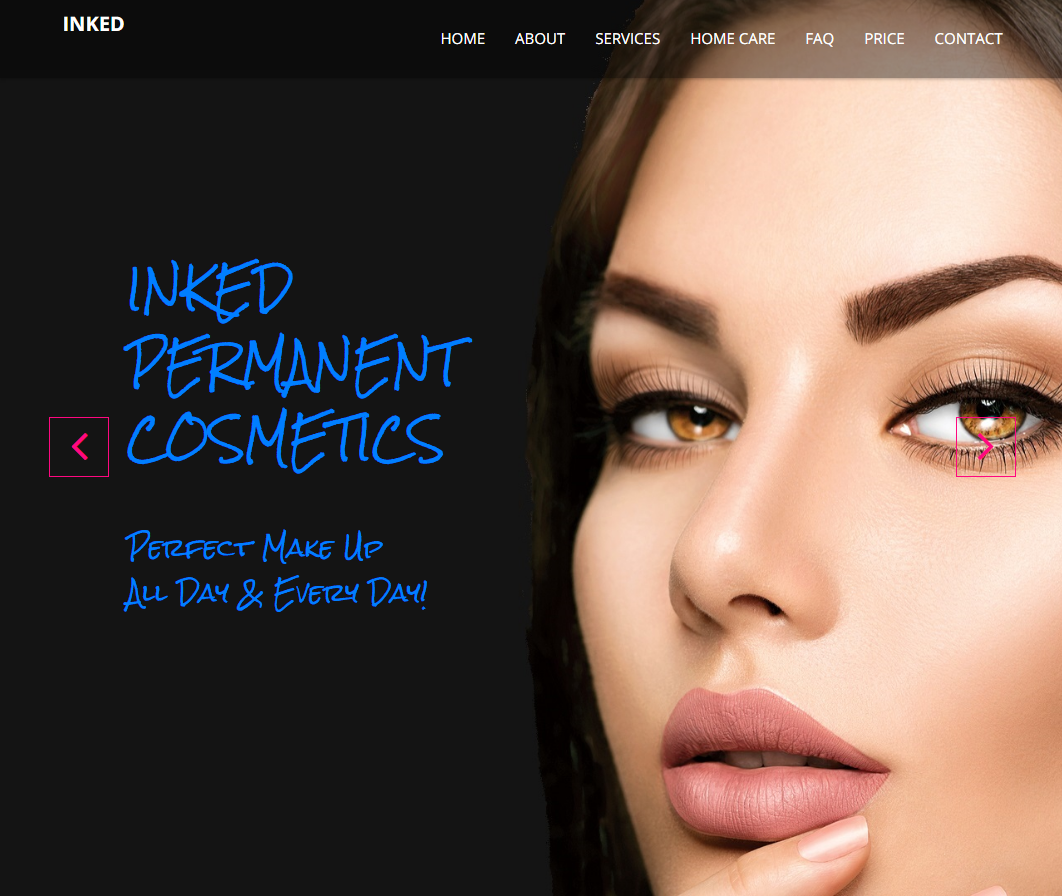 INKED
HOME ABOUT SERVICES HOME CARE FAQ PRICE CONTACT
INKED
PERMANENT
COSMETICS
Perfect Make Up
All Day & Every Day!